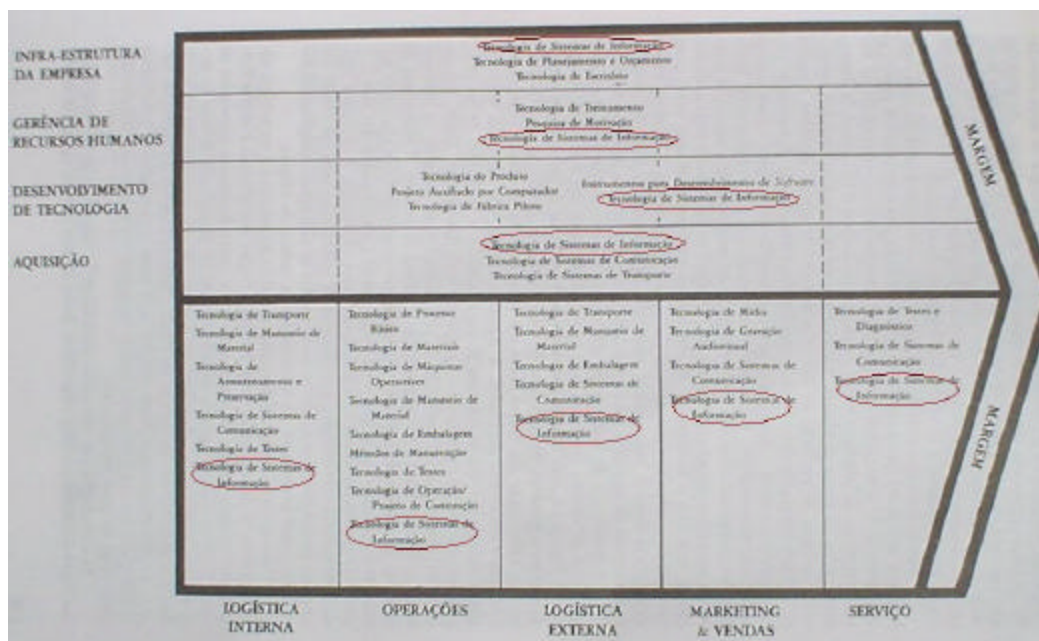 INFRA-ESTRUTURA
DA EMPRESA
Tecnologia de Sistemas de Informação
Tecnologia de Planejamento e Orçamento
Tecnologia de Escritório
GERÊNCIA DE
RECURSOS HUMANOS
Tecnologia de Treinamento
Pesquisa de Motivação
Tecnologia de Sistemas de Informação
DESENVOLVIMENTO
DE TECNOLOGIA
Tecnologia do Produto
Projeto Auxiliado por Computador
Tecnologia de Fábrica Piloto
Instrumentos para Desenvolvimentos de Software
Tecnologia de Sistemas de Informação
AQUISIÇÃO
Tecnologia de Sistemas de Informação
Tecnologia de Sistemas de Comunicação
Tecnologia de Sistemas de Transporte
MARGEM
Tecnologia de Transporte
Tecnologia de Manuseio de
Material
Tecnologia de
Armazenamento e
Preservação
Tecnologia de Sistemas de
Comunicação
Tecnologia de Testes
Tecnologia de Sistemas de
Informação
Tecnologia de Processo
Básico
Tecnologia de Materiais
Tecnologia de Máquinas
Operatrizes
Tecnologia de Manuseio de
Material
Tecnologia de Embalagem
Métodos de Manutenção
Tecnologia de Testes
Tecnologia de Operação/
Projeto de Construção
Tecnologia de Sistemas de
Informação
Tecnologia de Transporte
Tecnologia de Manuseio de
Material
Tecnologia de Embalagem
Tecnologia de Sistemas de
Comunicação
Tecnologia de Sistemas de
Informação
Tecnologia de Mídia
Tecnologia de Gravação
Audiovisual
Tecnologia de Sistemas de
Comunicação
Tecnologia de Sistemas de
Informação
Tecnologia de Testes e
Diagnóstico
Tecnologia de Sistemas de
Comunicação
Tecnologia de Sistemas de
Informação
MARGEM
LOGÍSTICA
INTERNA
OPERAÇÕES
LOGÍSTICA
EXTERNA
MARKETING
& VENDAS
SERVIÇO